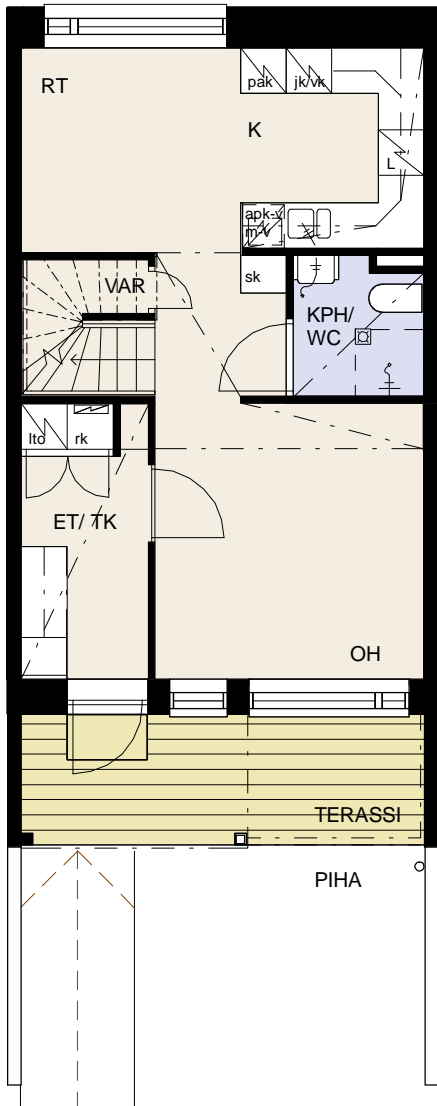 RT
pak
jk/vk
K
L
apk-v
m-v
VAR
sk
KPH/
WC
lto
rk
ET/ TK
OH
TERASSI
PIHA